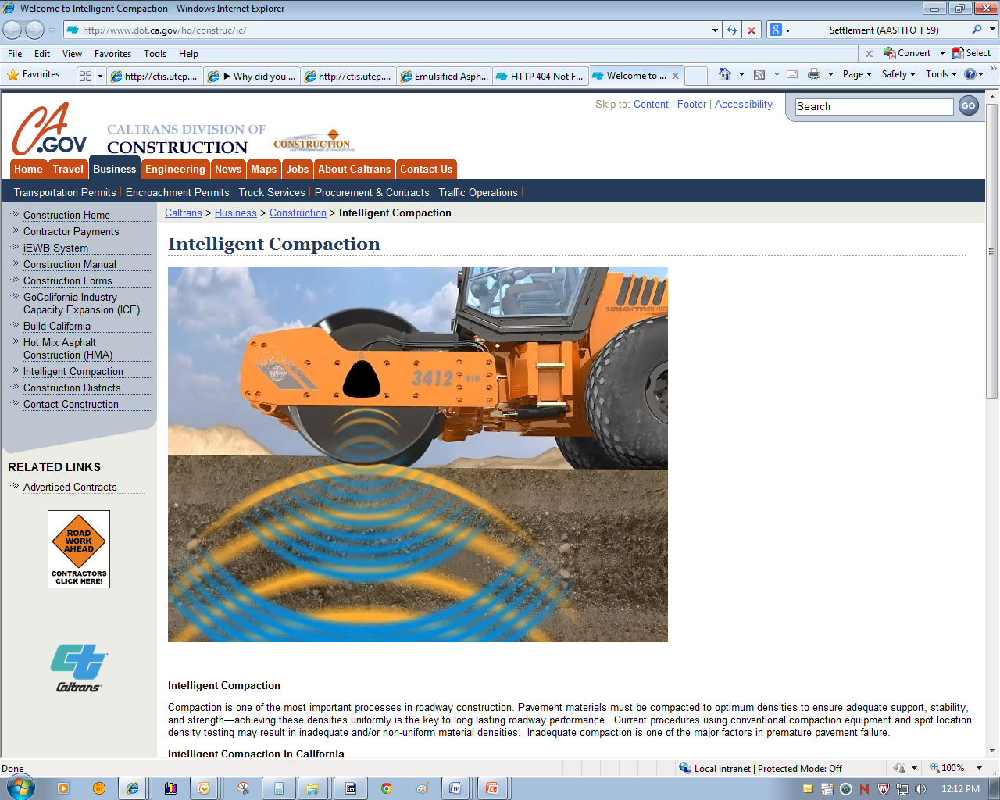 Welcome to Intelligent Compaction - Windows Internet Explorer
http://www.dot.ca.gov/hq/construc/ic/
Settlement (AASHTO T 59)
File Edit View Favorites Tools Help
Convert Select
Favorites
http://ctis.utep....
Why did you ...
http://ctis.utep....
Emulsified Asph...
HTTP 404 Not F...
Welcome to ...
Page Safety Tools
CA.GOV
CALTRANS DIVISION OF
CONSTRUCTION
DIVISION OF
CONSTRUCTION
Skip to: Content | Footer | Accessibility
Search
GO
Home Travel Business Engineering News Maps Jobs About Caltrans Contact Us
Transportation Permits | Encroachment Permits | Truck Services | Procurement & Contracts | Traffic Operations |
Construction Home
Contractor Payments
iEWB System
Construction Manual
Construction Forms
GoCalifornia Industry
Capacity Expansion (ICE)
Build California
Hot Mix Asphalt
Construction (HMA)
Intelligent Compaction
Construction Districts
Contact Construction
RELATED LINKS
Advertised Contracts
ROAD
WORK
AHEAD
CONTRACTORS
CLICK HERE!
Caltrans
Caltrans > Business > Construction > Intelligent Compaction
Intelligent Compaction
3412 VIO
Intelligent Compaction
Compaction is one of the most important processes in roadway construction. Pavement materials must be compacted to optimum densities to ensure adequate support, stability,
and strength—achieving these densities uniformly is the key to long lasting roadway performance. Current procedures using conventional compaction equipment and spot location
density testing may result in inadequate and/or non-uniform material densities. Inadequate compaction is one of the major factors in premature pavement failure.
Intelligent Compaction in California
Done
Local intranet | Protected Mode: Off
100%
12:12 PM